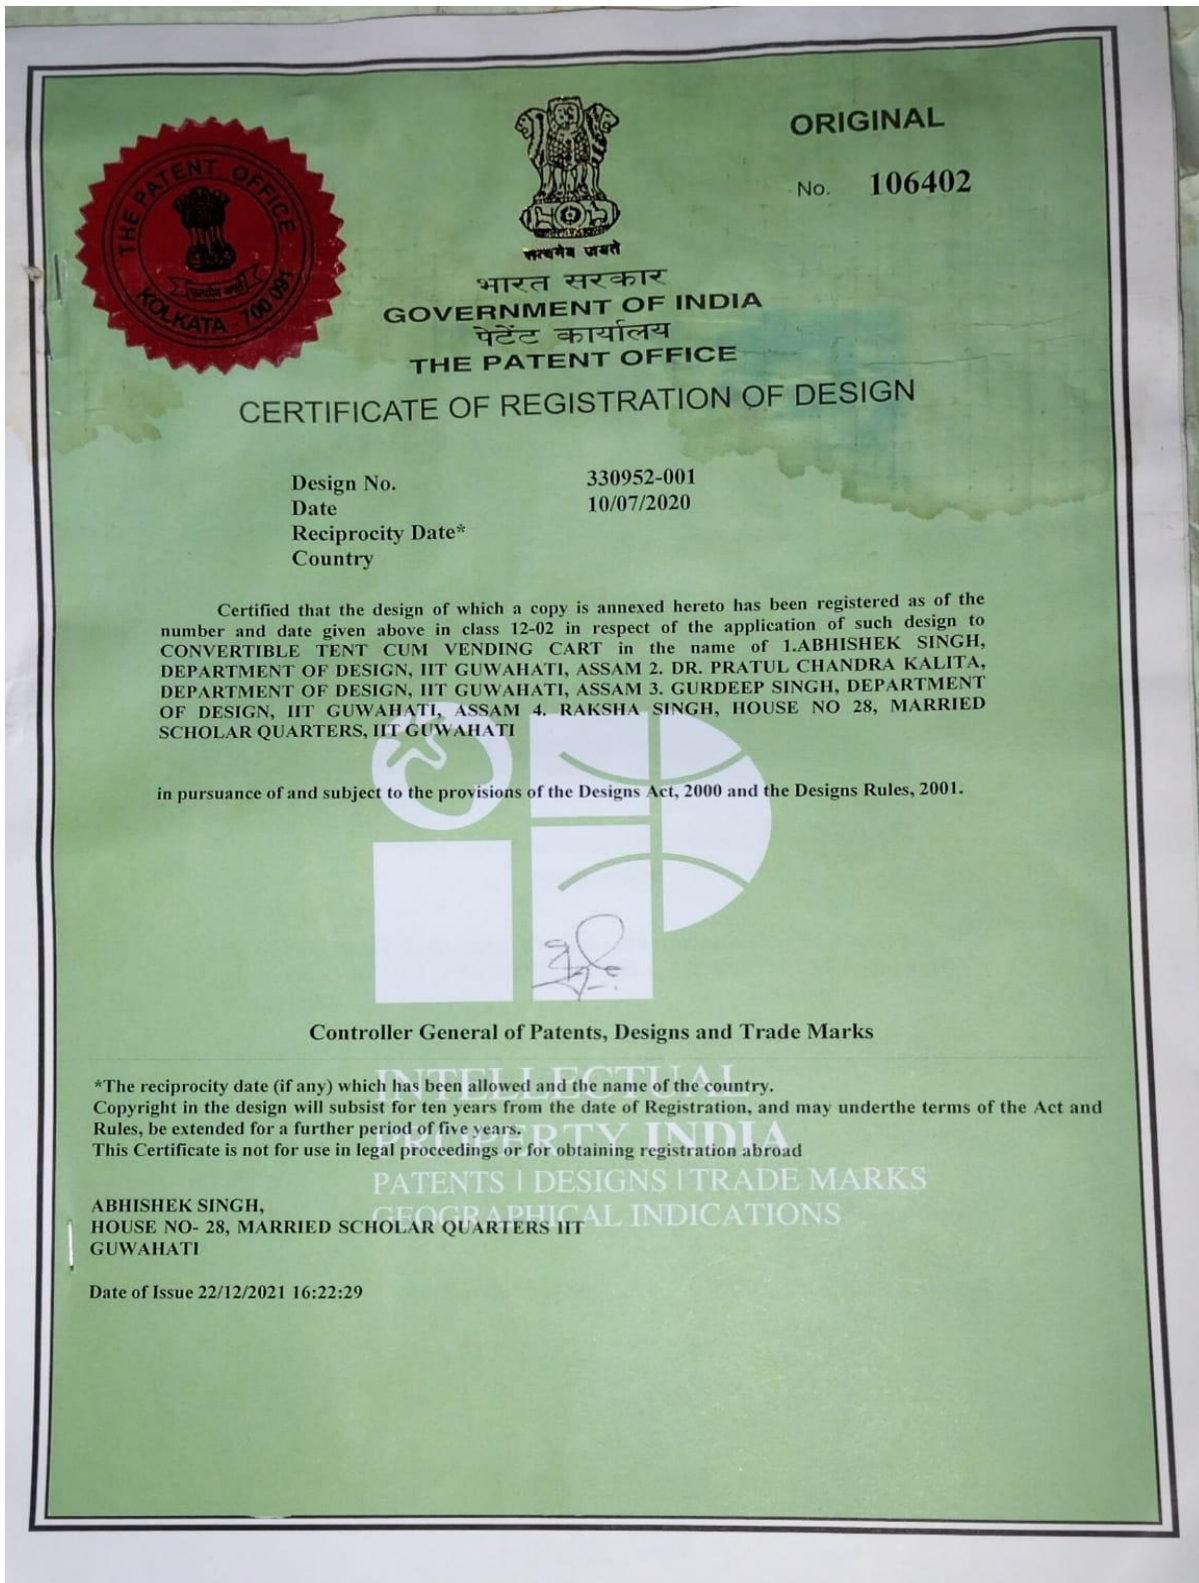 ORIGINAL
No. 106402
THE PATENT OFFICE
KOLKATA - 700 091
सत्यमेव जयते
भारत सरकार
GOVERNMENT OF INDIA
पेटेंट कार्यालय
THE PATENT OFFICE
CERTIFICATE OF REGISTRATION OF DESIGN
Design No. 330952-001
Date 10/07/2020
Reciprocity Date*
Country
Certified that the design of which a copy is annexed hereto has been registered as of the
number and date given above in class 12-02 in respect of the application of such design to
CONVERTIBLE TENT CUM VENDING CART in the name of 1.ABHISHEK SINGH,
DEPARTMENT OF DESIGN, IIT GUWAHATI, ASSAM 2. DR. PRATUL CHANDRA KALITA,
DEPARTMENT OF DESIGN, IIT GUWAHATI, ASSAM 3. GURDEEP SINGH, DEPARTMENT
OF DESIGN, IIT GUWAHATI, ASSAM 4. RAKSHA SINGH, HOUSE NO 28, MARRIED
SCHOLAR QUARTERS, IIT GUWAHATI
in pursuance of and subject to the provisions of the Designs Act, 2000 and the Designs Rules, 2001.
Controller General of Patents, Designs and Trade Marks
*The reciprocity date (if any) which has been allowed and the name of the country.
INTELLECTUAL
Copyright in the design will subsist for ten years from the date of Registration, and may underthe terms of the Act and
Rules, be extended for a further period of five years.
PROPERTY INDIA
This Certificate is not for use in legal proceedings or for obtaining registration abroad
PATENTS | DESIGNS | TRADE MARKS
GEOGRAPHICAL INDICATIONS
ABHISHEK SINGH,
HOUSE NO- 28, MARRIED SCHOLAR QUARTERS IIT
GUWAHATI
Date of Issue 22/12/2021 16:22:29